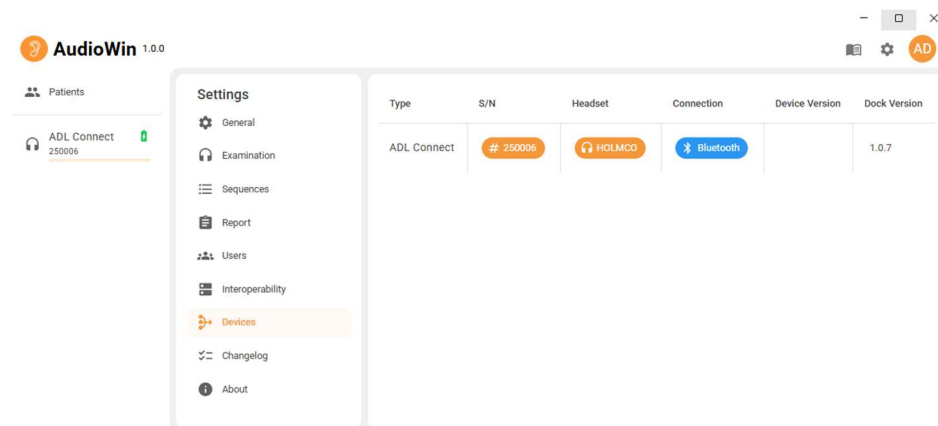 AudioWin 1.0.0
AD
Patients
ADL Connect
250006
Settings
General
Examination
Sequences
Report
Users
Interoperability
Devices
Changelog
About
Type S/N Headset Connection Device Version Dock Version
ADL Connect # 250006 HOLMCO Bluetooth 1.0.7